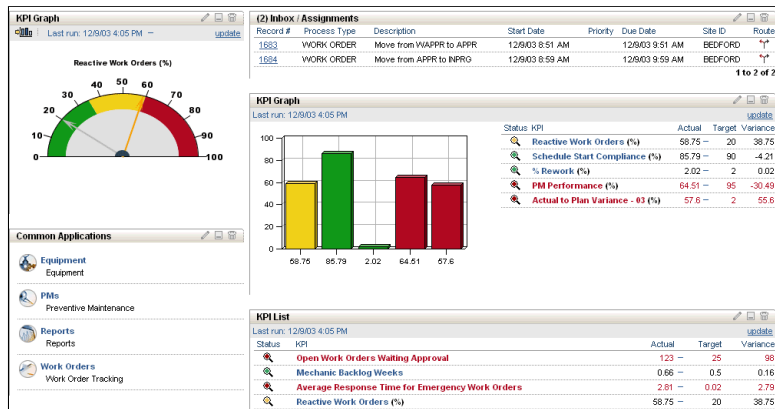 KPI Graph
Last run: 12/9/03 4:05 PM
update
Reactive Work Orders (%)
0
10
20
30
40
50
60
70
80
90
100
Common Applications
Equipment
Equipment
PMs
Preventive Maintenance
Reports
Reports
Work Orders
Work Order Tracking
(2) Inbox / Assignments
Record # Process Type Description Start Date Priority Due Date Site ID Route
1683 WORK ORDER Move from WAPPR to APPR 12/9/03 8:51 AM 12/9/03 9:51 AM BEDFORD
1684 WORK ORDER Move from APPR to INPRG 12/9/03 8:59 AM 12/9/03 9:59 AM BEDFORD
1 to 2 of 2
KPI Graph
Last run: 12/9/03 4:05 PM
update
100
80
60
40
20
0
58.75 85.79 2.02 64.51 57.6
Status KPI Actual Target Variance
Reactive Work Orders (%) 58.75 – 20 38.75
Schedule Start Compliance (%) 85.79 – 90 -4.21
% Rework (%) 2.02 – 2 0.02
PM Performance (%) 64.51 – 95 -30.49
Actual to Plan Variance - 03 (%) 57.6 – 2 55.6
KPI List
Last run: 12/9/03 4:05 PM
update
Status KPI Actual Target Variance
Open Work Orders Waiting Approval 123 – 25 98
Mechanic Backlog Weeks 0.66 – 0.5 0.16
Average Response Time for Emergency Work Orders 2.81 – 0.02 2.79
Reactive Work Orders (%) 58.75 – 20 38.75